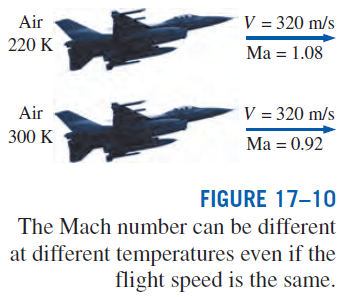 Air
220 K
V = 320 m/s
Ma = 1.08
Air
300 K
V = 320 m/s
Ma = 0.92
FIGURE 17–10
The Mach number can be different
at different temperatures even if the
flight speed is the same.